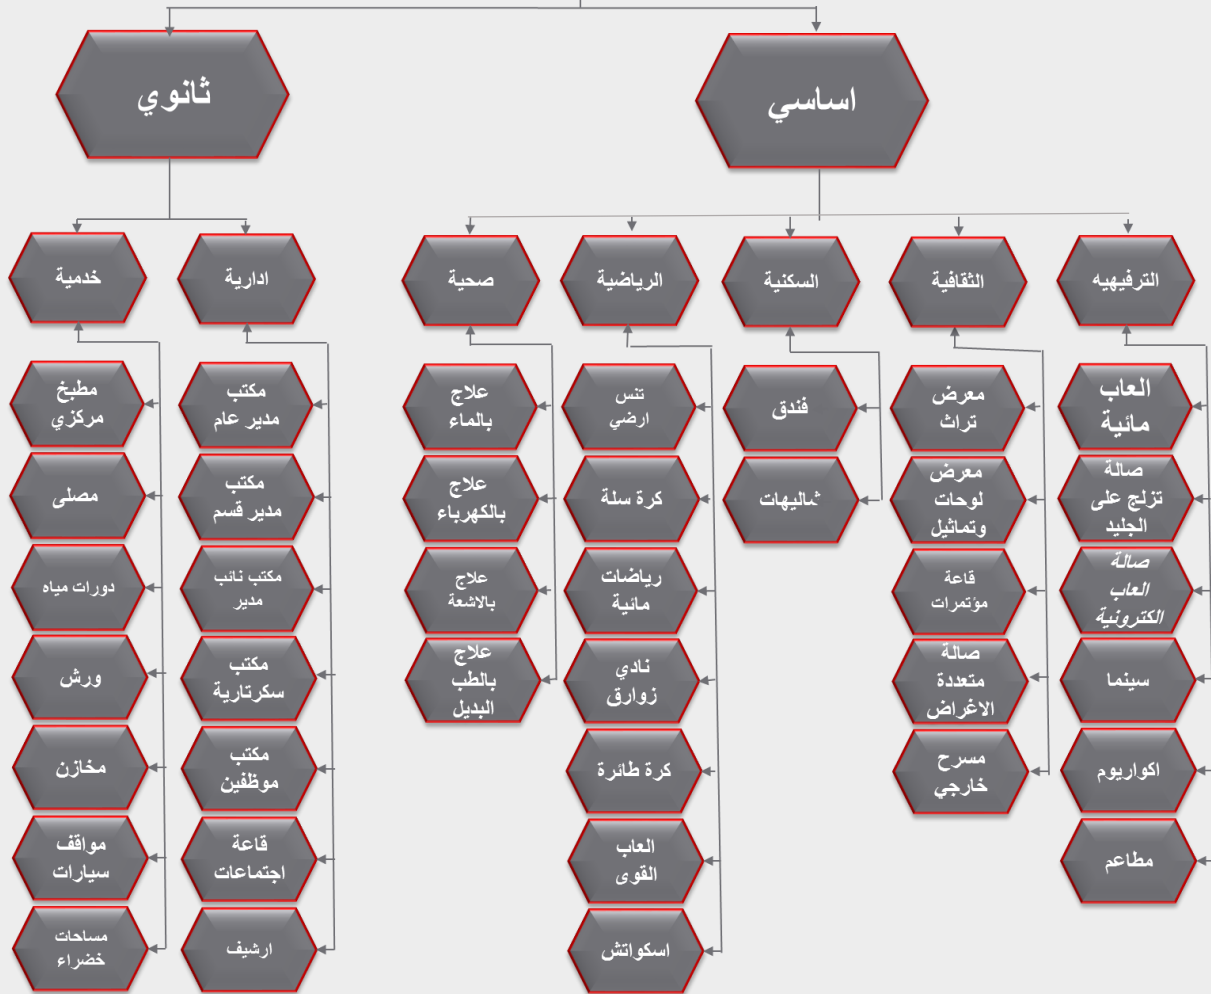 اساسي
ثانوي
الترفيهيه
الثقافية
السكنية
الرياضية
صحية
ادارية
خدمية
العاب
مائية
صالة
تزلج على
الجليد
صالة
العاب
الكترونية
سينما
اكواريوم
مطاعم
معرض
تراث
معرض
لوحات
وتماثيل
قاعة
مؤتمرات
صالة
متعددة
الاغراض
مسرح
خارجي
فندق
شاليهات
تنس
ارضي
كرة سلة
رياضات
مائية
نادي
زوارق
كرة طائرة
العاب
القوى
اسكواتش
علاج
بالماء
علاج
بالكهرباء
علاج
بالاشعة
علاج
بالطب
البديل
مكتب
مدير عام
مكتب
مدير قسم
مكتب نائب
مدير
مكتب
سكرتارية
مكتب
موظفين
قاعة
اجتماعات
ارشيف
مطبخ
مركزي
مصلى
دورات مياه
ورش
مخازن
مواقف
سيارات
مساحات
خضراء